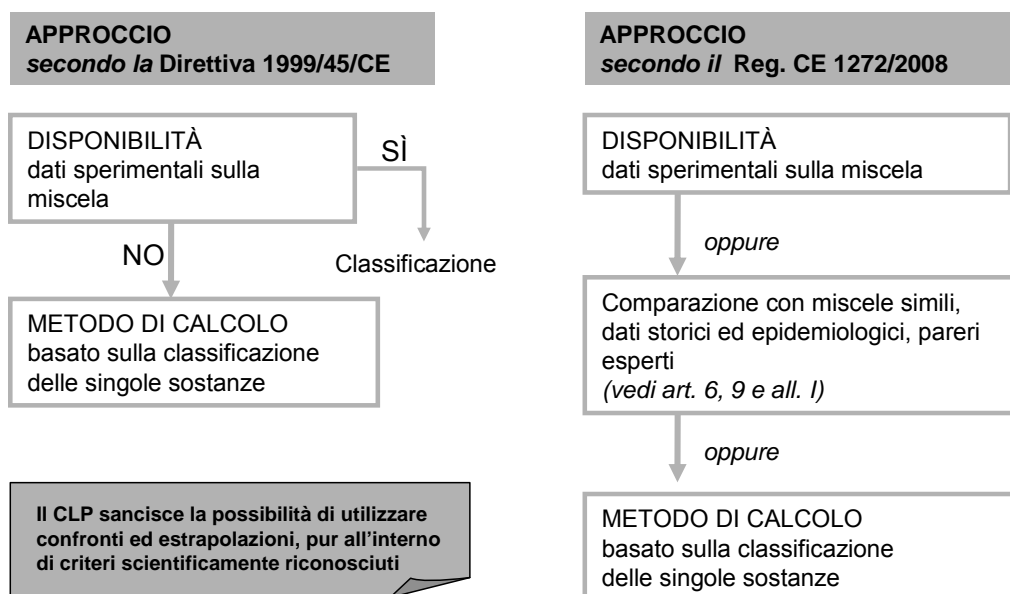 APPROCCIO
secondo la Direttiva 1999/45/CE
DISPONIBILITÀ
dati sperimentali sulla
miscela
SÌ
NO
Classificazione
METODO DI CALCOLO
basato sulla classificazione
delle singole sostanze
Il CLP sancisce la possibilità di utilizzare
confronti ed estrapolazioni, pur all'interno
di criteri scientificamente riconosciuti
APPROCCIO
secondo il Reg. CE 1272/2008
DISPONIBILITÀ
dati sperimentali sulla miscela
oppure
Comparazione con miscele simili,
dati storici ed epidemiologici, pareri
esperti
(vedi art. 6, 9 e all. I)
oppure
METODO DI CALCOLO
basato sulla classificazione
delle singole sostanze